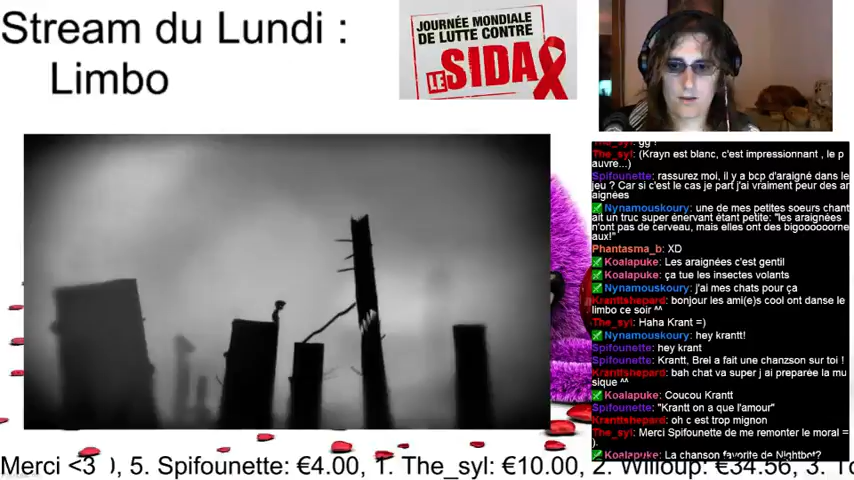 Stream du Lundi :
Limbo
JOURNÉE MONDIALE
DE LUTTE CONTRE
LE SIDA
The_syl: gg !
The_syl: (Krayn est blanc, c'est impressionnant , le p
auvre...)
Spifounette: rassurez moi, il y a bcp d'araigné dans le
jeu ? Car si c'est le cas je part j'ai vraiment peur des ar
aignées
Nynamouskoury: une de mes petites soeurs chant
ait un truc super énervant étant petite: "les araignées
n'ont pas de cerveau, mais elles ont des bigoooooorne
aux!"
Phantasma_b: XD
Koalapuke: Les araignées c'est gentil
Koalapuke: ça tue les insectes volants
Nynamouskoury: j'ai mes chats pour ça
Kranttshepard: bonjour les ami(e)s cool ont danse le
limbo ce soir ^^
The_syl: Haha Krant =)
Nynamouskoury: hey krantt!
Spifounette: hey krant
Spifounette: Krantt, Brel a fait une chanzson sur toi !
Kranttshepard: bah chat va super j ai preparée la mu
sique ^^
Koalapuke: Coucou Krantt
Spifounette: "Krantt on a que l'amour"
Kranttshepard: oh c est trop mignon
The_syl: Merci Spifounette de me remonter le moral =
).
Koalapuke: La chanson favorite de Nightbot?
Merci <3 ), 5. Spifounette: €4.00, 1. The_syl: €10.00, 2. Willoup: €34.56, 3. To